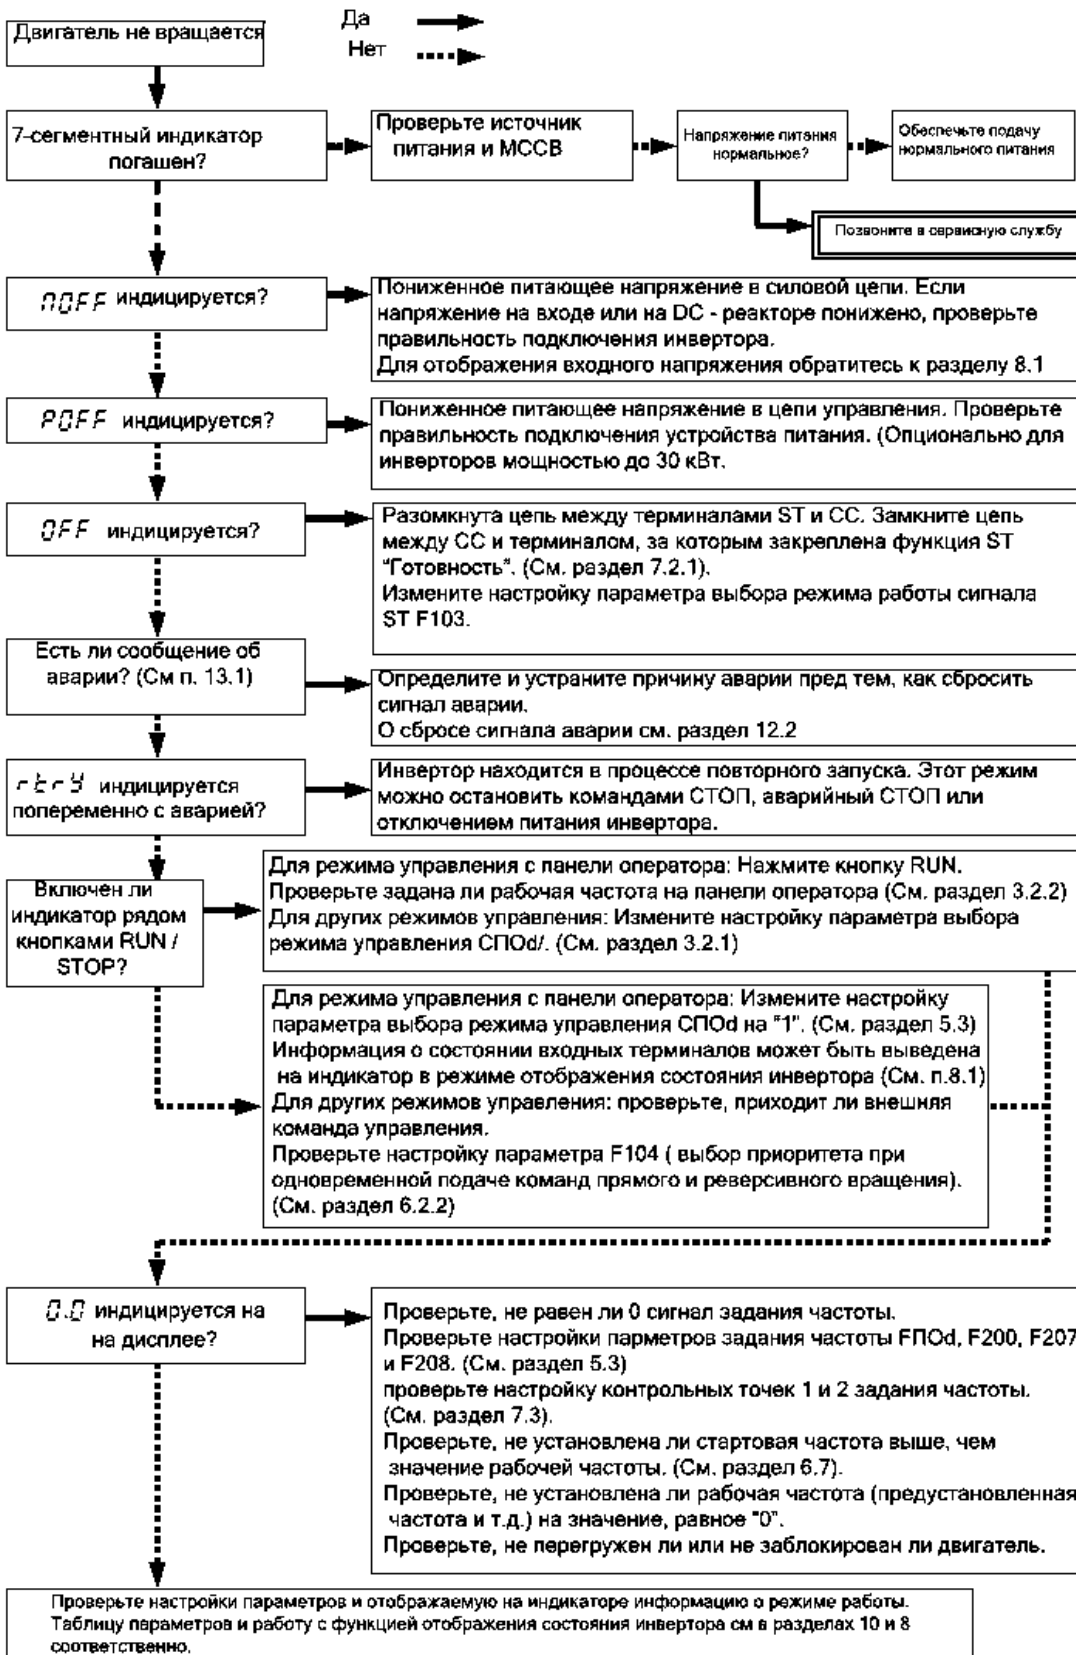 Двигатель не вращается
Да
Нет
7-сегментный индикатор
погашен?
Проверьте источник
питания и МССВ
Напряжение питания
нормальное?
Обеспечьте подачу
нормального питания
Позвоните в сервисную службу
ПОFF индицируется?
Пониженное питающее напряжение в силовой цепи. Если
напряжение на входе или на DC - реакторе понижено, проверьте
правильность подключения инвертора.
Для отображения входного напряжения обратитесь к разделу 8.1
POFF индицируется?
Пониженное питающее напряжение в цепи управления. Проверьте
правильность подключения устройства питания. (Опционально для
инверторов мощностью до 30 кВт.
OFF индицируется?
Разомкнута цепь между терминалами ST и CC. Замкните цепь
между CC и терминалом, за которым закреплена функция ST
"Готовность". (См. раздел 7.2.1).
Измените настройку параметра выбора режима работы сигнала
ST F103.
Есть ли сообщение об
аварии? (См п. 13.1)
Определите и устраните причину аварии пред тем, как сбросить
сигнал аварии.
О сбросе сигнала аварии см. раздел 12.2
rtrY индицируется
попеременно с аварией?
Инвертор находится в процессе повторного запуска. Этот режим
можно остановить командами СТОП, аварийный СТОП или
отключением питания инвертора.
Включен ли
индикатор рядом
кнопками RUN /
STOP?
Для режима управления с панели оператора: Нажмите кнопку RUN.
Проверьте задана ли рабочая частота на панели оператора (См. раздел 3.2.2)
Для других режимов управления: Измените настройку параметра выбора
режима управления СПОd/. (См. раздел 3.2.1)
Для режима управления с панели оператора: Измените настройку
параметра выбора режима управления СПОd на "1". (См. раздел 5.3)
Информация о состоянии входных терминалов может быть выведена
на индикатор в режиме отображения состояния инвертора (См. п.8.1)
Для других режимов управления: проверьте, приходит ли внешняя
команда управления.
Проверьте настройку параметра F104 ( выбор приоритета при
одновременной подаче команд прямого и реверсивного вращения).
(См. раздел 6.2.2)
0.0 индицируется на
на дисплее?
Проверьте, не равен ли 0 сигнал задания частоты.
Проверьте настройки парметров задания частоты FПОd, F200, F207
и F208. (См. раздел 5.3)
проверьте настройку контрольных точек 1 и 2 задания частоты.
(См. раздел 7.3).
Проверьте, не установлена ли стартовая частота выше, чем
значение рабочей частоты. (См. раздел 6.7).
Проверьте, не установлена ли рабочая частота (предустановленная
частота и т.д.) на значение, равное "0".
Проверьте, не перегружен ли или не заблокирован ли двигатель.
Проверьте настройки параметров и отображаемую на индикаторе информацию о режиме работы.
Таблицу параметров и работу с функцией отображения состояния инвертора см в разделах 10 и 8
соответственно.